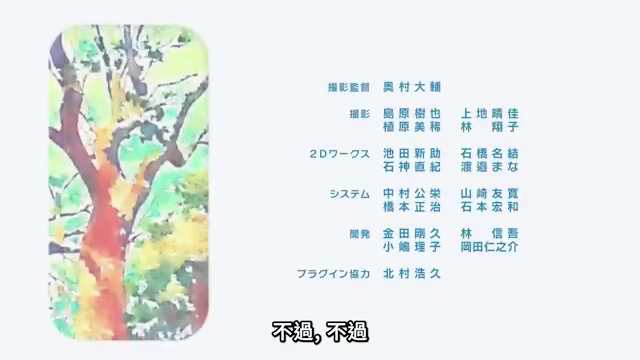 撮影監督 奥村大輔
撮影 島原樹也 上地晴佳
植原美稀 林 翔子
2Dワークス 池田新助 石橋名結
石神直紀 渡邉まな
システム 中村公栄 山﨑友寛
橋本正治 石本宏和
開発 金田剛久 林 信吾
小嶋理子 岡田仁之介
プラグイン協力 北村浩久
不過, 不過